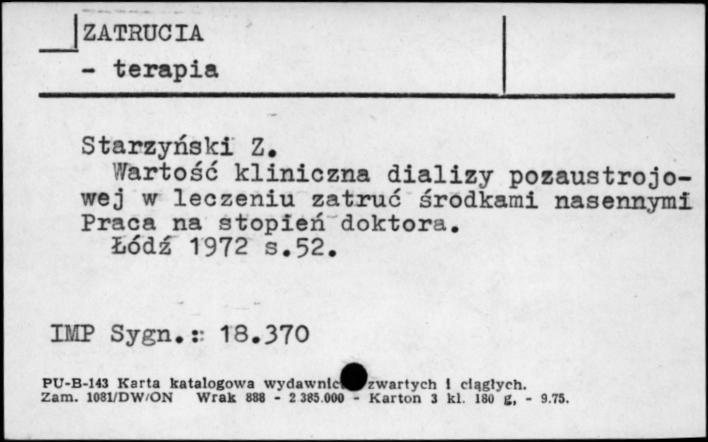 ZATRUCIA
- terapia
Starzyński Z.
Wartość kliniczna dializy pozaustrojo-
wej w leczeniu zatruć środkami nasennymi
Praca na stopień doktora.
Łódź 1972 s.52.
IMP Sygn.: 18.370
PU-B-143 Karta katalogowa zwartych i ciągłych.
Zam. 1081/DW/ON Wrak 888 - 2 385.000 - Karton 3 kl. 180 g, - 9.75.